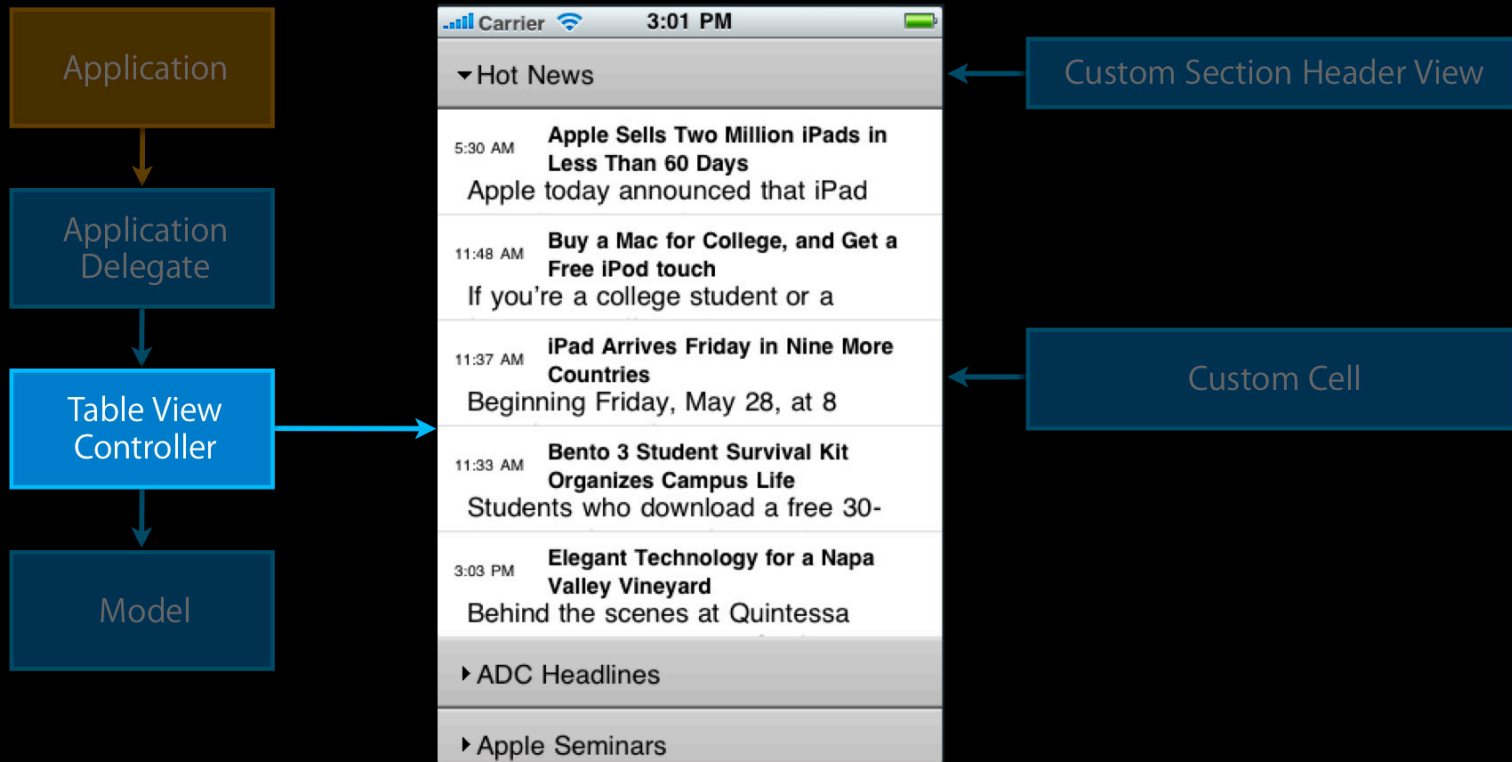 Application
Application
Delegate
Table View
Controller
Model
Carrier 3:01 PM
Hot News
5:30 AM
Apple Sells Two Million iPads in
Less Than 60 Days
Apple today announced that iPad
11:48 AM
Buy a Mac for College, and Get a
Free iPod touch
If you're a college student or a
11:37 AM
iPad Arrives Friday in Nine More
Countries
Beginning Friday, May 28, at 8
11:33 AM
Bento 3 Student Survival Kit
Organizes Campus Life
Students who download a free 30-
3:03 PM
Elegant Technology for a Napa
Valley Vineyard
Behind the scenes at Quintessa
ADC Headlines
Apple Seminars
Custom Section Header View
Custom Cell